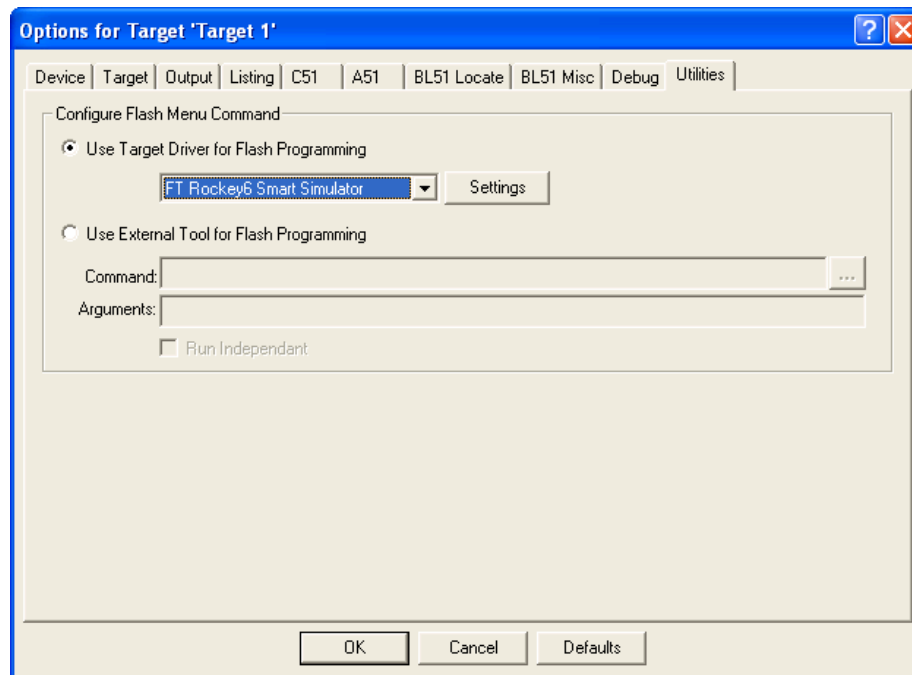 Options for Target 'Target 1'
Device Target Output Listing C51 A51 BL51 Locate BL51 Misc Debug Utilities
Configure Flash Menu Command
Use Target Driver for Flash Programming
FT Rockey6 Smart Simulator Settings
Use External Tool for Flash Programming
Command: ...
Arguments:
Run Independant
OK Cancel Defaults